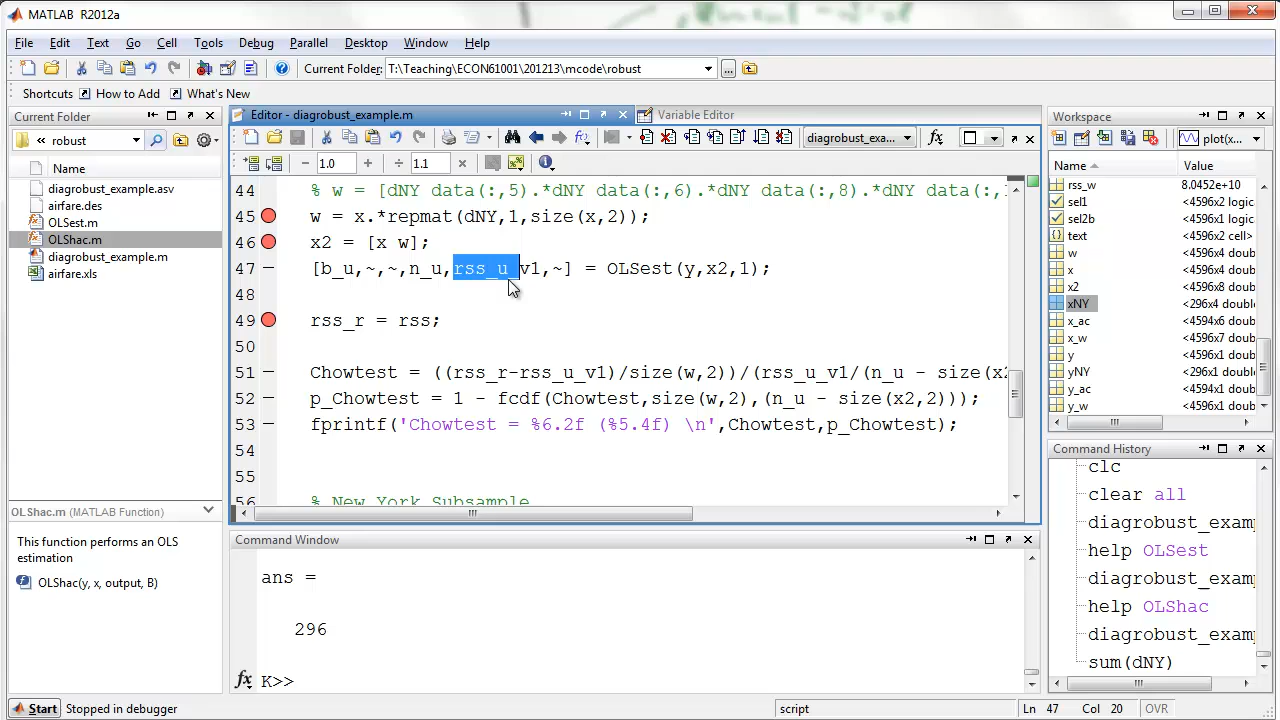 MATLAB R2012a
File Edit Text Go Cell Tools Debug Parallel Desktop Window Help
Current Folder: T:\Teaching\ECON61001\201213\mcode\robust
Shortcuts How to Add What's New
Current Folder
« robust
Name
diagrobust_example.asv
airfare.des
OLSest.m
OLShac.m
diagrobust_example.m
airfare.xls
OLShac.m (MATLAB Function)
This function performs an OLS
estimation
OLShac(y, x, output, B)
Editor - diagrobust_example.m
Variable Editor
diagrobust_exa...
1.0
1.1
44 % w = [dNY data(:,5).*dNY data(:,6).*dNY data(:,8).*dNY data(:,
45 w = x.*repmat(dNY,1,size(x,2));
46 x2 = [x w];
47 [b_u,~,~,n_u,rss_u_v1,~] = OLSest(y,x2,1);
48
49 rss_r = rss;
50
51 Chowtest = ((rss_r-rss_u_v1)/size(w,2))/(rss_u_v1/(n_u - size(x2
52 p_Chowtest = 1 - fcdf(Chowtest,size(w,2),(n_u - size(x2,2)));
53 fprintf('Chowtest = %6.2f (%5.4f) \n',Chowtest,p_Chowtest);
54
55
56 % New York Subsample
Command Window
ans =
296
fx K>>
Workspace
plot(x...
Name Value
rss_w 8.0452e+10
sel1 <4596x2 logic
sel2b <4596x1 logic
text <4596x2 cell>
w <4596x4 doub
x <4596x4 doub
x2 <4596x8 doub
xNY <296x4 double
x_ac <4594x6 doub
x_w <4596x7 doub
y <4596x1 doub
yNY <296x1 double
y_ac <4594x1 doub
y_w <4596x1 doub
Command History
clc
clear all
diagrobust_examp
help OLSest
diagrobust_examp
help OLShac
diagrobust_examp
sum(dNY)
Start Stopped in debugger script Ln 47 Col 20 OVR